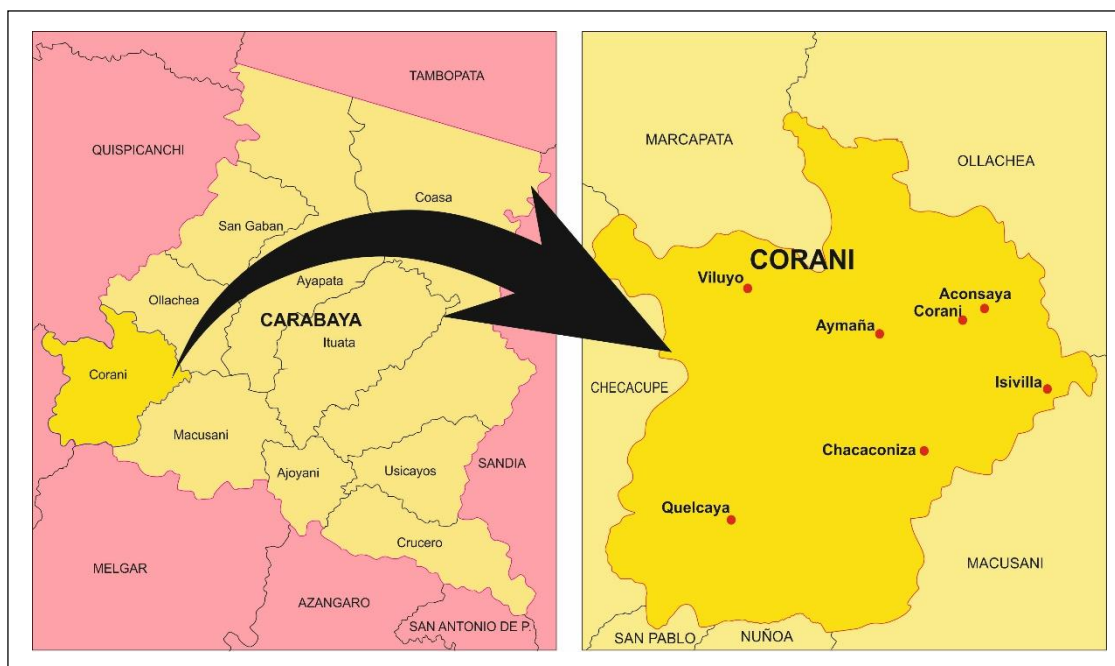 TAMBOPATA
QUISPICANCHI
Coasa
San Gaban
Ayapata
Ollachea
CARABAYA
Ituata
Corani
Macusani
Ajoyani
Usicayos
SANDIA
Crucero
MELGAR
AZANGARO
SAN ANTONIO DE P.
MARCAPATA
OLLACHEA
CORANI
Viluyo
Aconsaya
Corani
Aymaña
CHECACUPE
Isivilla
Chacaconiza
Quelcaya
MACUSANI
SAN PABLO
NUÑOA